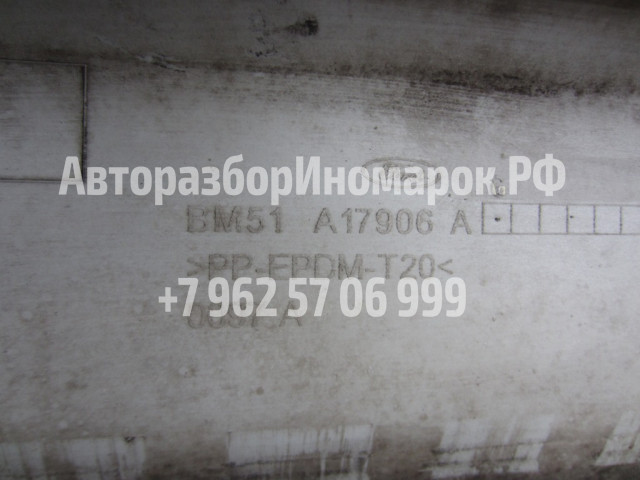 АвторазборИноМарок.РФ
BM51 A17906 A
>PP-EPDM-T20<
+7 962 57 06 999